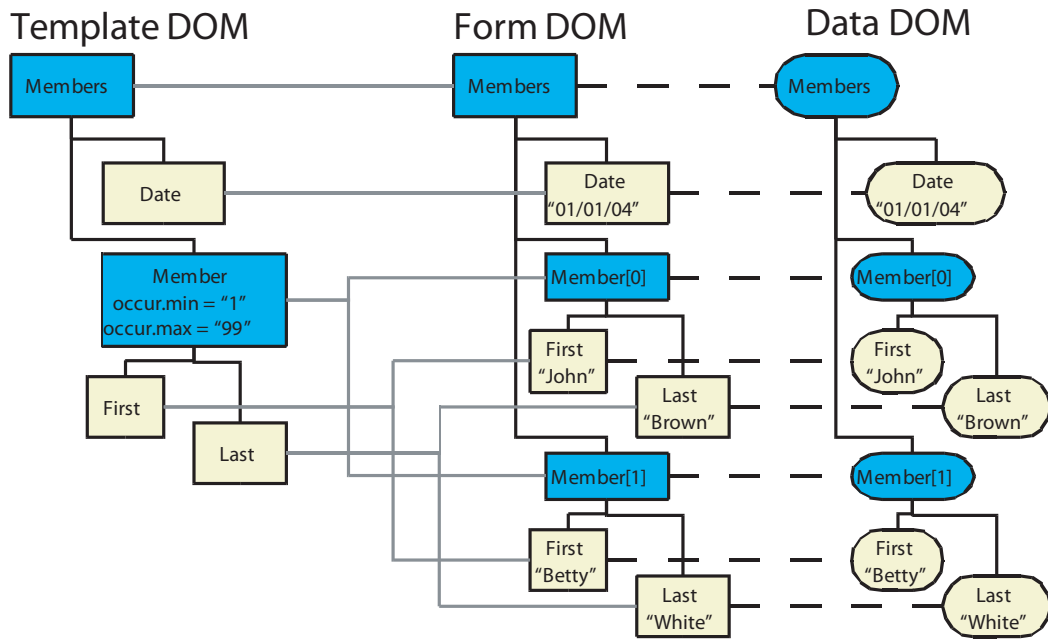 Template DOM
Form DOM
Data DOM
Members
Members
Members
Date
Date
“01/01/04”
Date
“01/01/04”
Member
occur.min = “1”
occur.max = “99”
Member[0]
Member[0]
First
“John”
First
“John”
First
Last
“Brown”
Last
“Brown”
Last
Member[1]
Member[1]
First
“Betty”
First
“Betty”
Last
“White”
Last
“White”